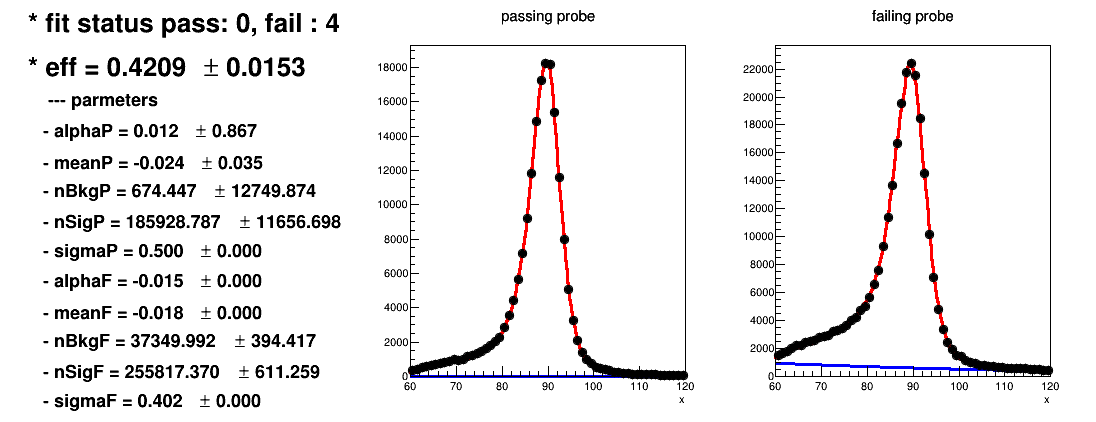 * fit status pass: 0, fail : 4
* eff = 0.4209 ± 0.0153
--- parmeters
- alphaP = 0.012 ± 0.867
- meanP = -0.024 ± 0.035
- nBkgP = 674.447 ± 12749.874
- nSigP = 185928.787 ± 11656.698
- sigmaP = 0.500 ± 0.000
- alphaF = -0.015 ± 0.000
- meanF = -0.018 ± 0.000
- nBkgF = 37349.992 ± 394.417
- nSigF = 255817.370 ± 611.259
- sigmaF = 0.402 ± 0.000
passing probe
18000
16000
14000
12000
10000
8000
6000
4000
2000
0
60 70 80 90 100 110 120
x
failing probe
22000
20000
18000
16000
14000
12000
10000
8000
6000
4000
2000
0
60 70 80 90 100 110 120
x